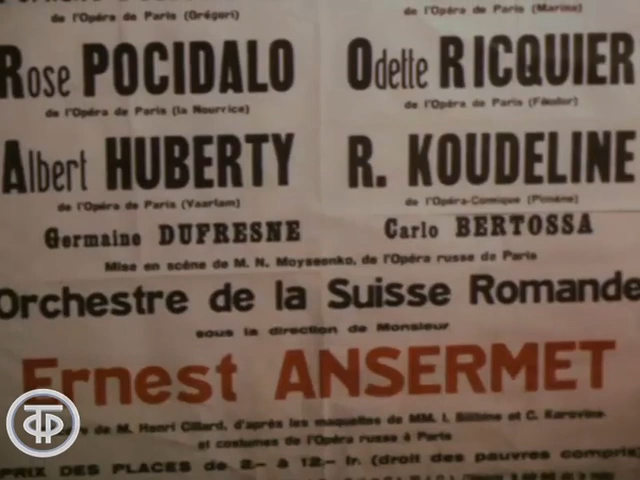 de l'Opéra de Paris (Grégori)
de l'Opéra de Paris (Marina)
Rose POCIDALO
Odette RICQUIER
de l'Opéra de Paris (la Nourrice)
de l'Opéra de Paris (Féodor)
Albert HUBERTY
R. KOUDELINE
de l'Opéra de Paris (Vaarlam)
de l'Opéra-Comique (Pimène)
Germaine DUFRESNE
Carlo BERTOSSA
Mise en scène de M. N. Moyseenko, de l'Opéra russe de Paris
Orchestre de la Suisse Romande
sous la direction de Monsieur
Ernest ANSERMET
de M. Henri Cillard, d'après les maquettes de MM. I. Bilibine et C. Korovine
et costumes de l'Opéra russe à Paris
PRIX DES PLACES de 2.- à 12.- fr. (droit des pauvres compris)